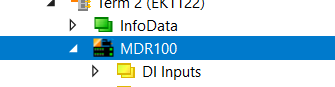 Term 2 (EK1122)
InfoData
MDR100
DI Inputs